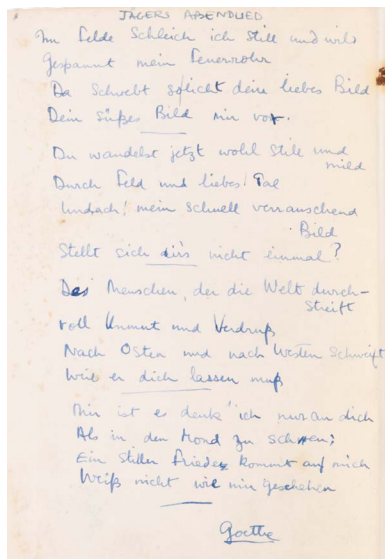 JÄGERS ABENDLIED
Im Felde Schleich ich still und wild
Gespannt mein Feuerrohr
Da Schwebt so licht dein liebes Bild
Dein süßes Bild mir vor.
Du wandelst jetzt wohl Still und
mild
Durch Feld und liebes Tal
Und ach! mein schnell verrauschend
Bild
Stellt sich dirs nicht einmal?
Des Menschen, der die Welt durch-
streift
voll Unmut und Verdruß
Nach Osten und nach Westen Schweift
Weil er dich lassen muß
Mir ist es denk' ich nur an dich
Als in den Mond zu sehen;
Ein stiller Friede kommt auf mich
Weiß nicht wie mir geschehen
Goethe